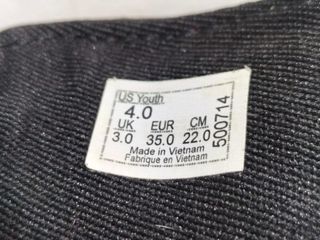 US Youth
4.0
UK EUR CM
3.0 35.0 22.0
Made in Vietnam
Fabriqué en Vietnam
500714